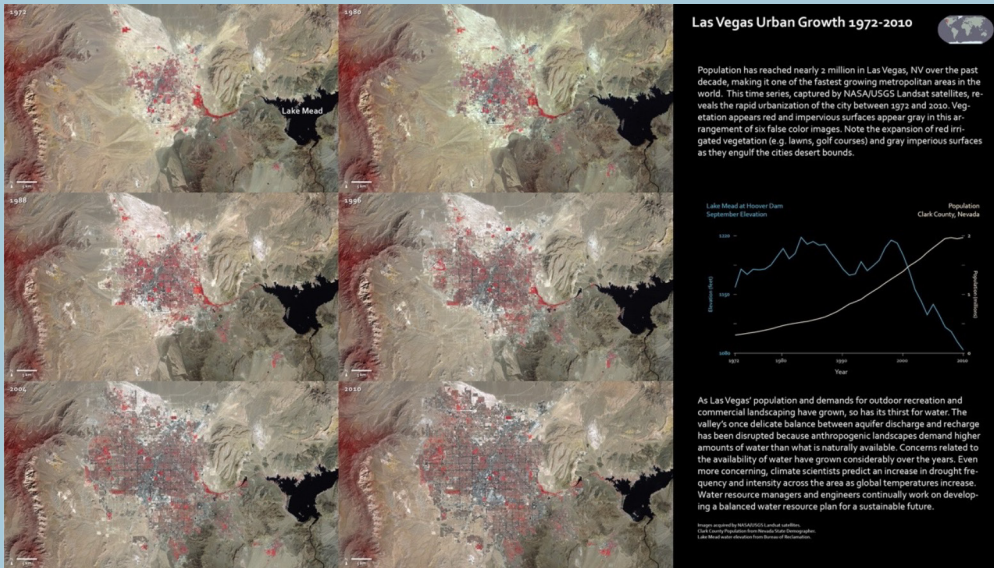 1972
1980
Lake Mead
1988
1996
2004
2010
Las Vegas Urban Growth 1972-2010
Population has reached nearly 2 million in Las Vegas, NV over the past
decade, making it one of the fastest growing metropolitan areas in the
world. This time series, captured by NASA/USGS Landsat satellites, re-
veals the rapid urbanization of the city between 1972 and 2010. Veg-
etation appears red and impervious surfaces appear gray in this ar-
rangement of six false color images. Note the expansion of red irri-
gated vegetation (e.g. lawns, golf courses) and gray imperious surfaces
as they engulf the cities desert bounds.
Lake Mead at Hoover Dam
September Elevation
Population
Clark County, Nevada
1220
2
Elevation (feet)
1150
1
Population (millions)
1080
0
1972
1980
1990
2000
2010
Year
As Las Vegas' population and demands for outdoor recreation and
commercial landscaping have grown, so has its thirst for water. The
valley's once delicate balance between aquifer discharge and recharge
has been disrupted because anthropogenic landscapes demand higher
amounts of water than what is naturally available. Concerns related to
the availability of water have grown considerably over the years. Even
more concerning, climate scientists predict an increase in drought fre-
quency and intensity across the area as global temperatures increase.
Water resource managers and engineers continually work on develop-
ing a balanced water resource plan for a sustainable future.
Images acquired by NASA/USGS Landsat satellites.
Clark County Population from Nevada State Demographer.
Lake Mead water elevation from Bureau of Reclamation.